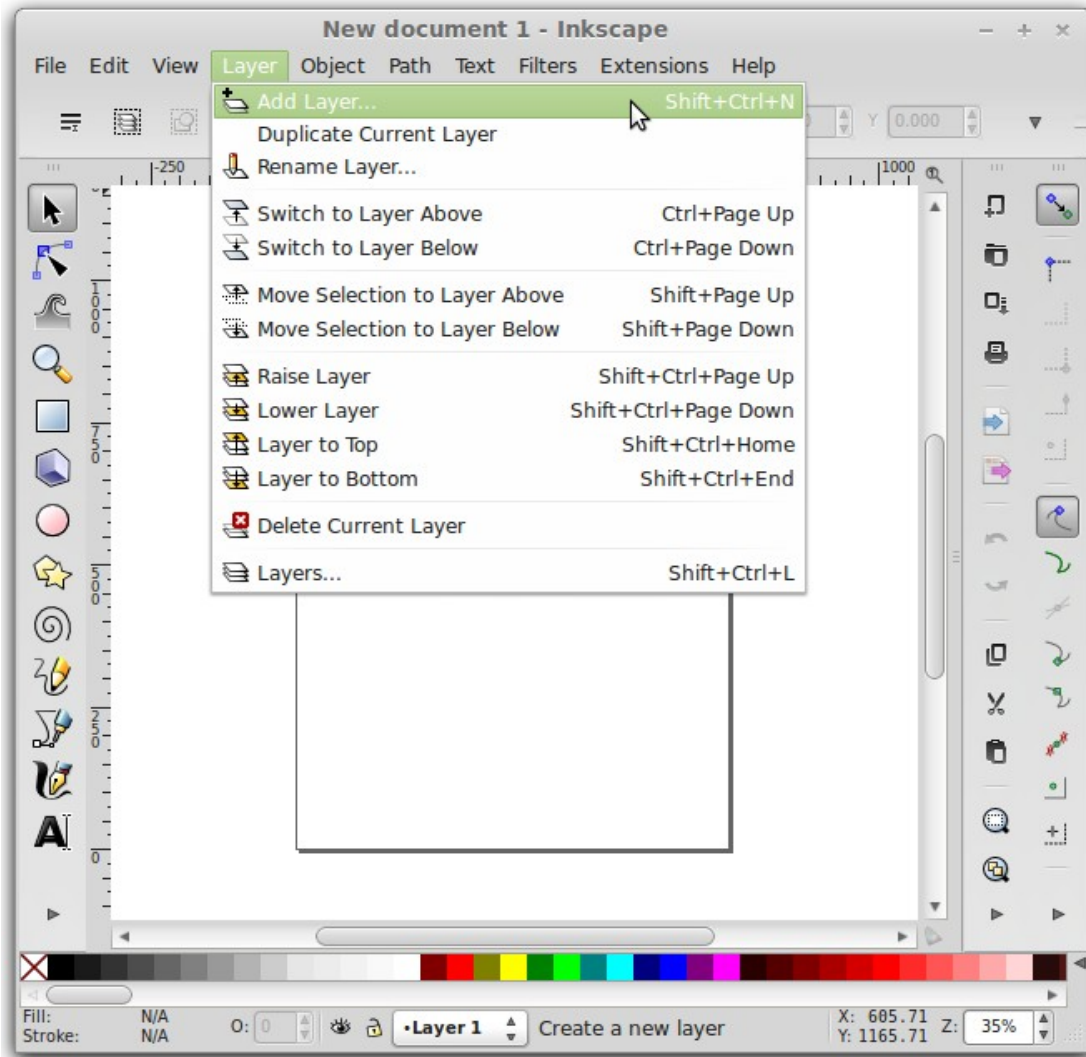 New document 1 - Inkscape
File Edit View Layer Object Path Text Filters Extensions Help
Add Layer... Shift+Ctrl+N
Y 0.000
Duplicate Current Layer
Rename Layer...
-250 1000
Switch to Layer Above Ctrl+Page Up
Switch to Layer Below Ctrl+Page Down
Move Selection to Layer Above Shift+Page Up
1000
Move Selection to Layer Below Shift+Page Down
Raise Layer Shift+Ctrl+Page Up
Lower Layer Shift+Ctrl+Page Down
750
Layer to Top Shift+Ctrl+Home
Layer to Bottom Shift+Ctrl+End
Delete Current Layer
Layers... Shift+Ctrl+L
500
250
A
0
Fill: N/A
Stroke: N/A
O: 0
•Layer 1
Create a new layer
X: 605.71
Y: 1165.71
Z: 35%